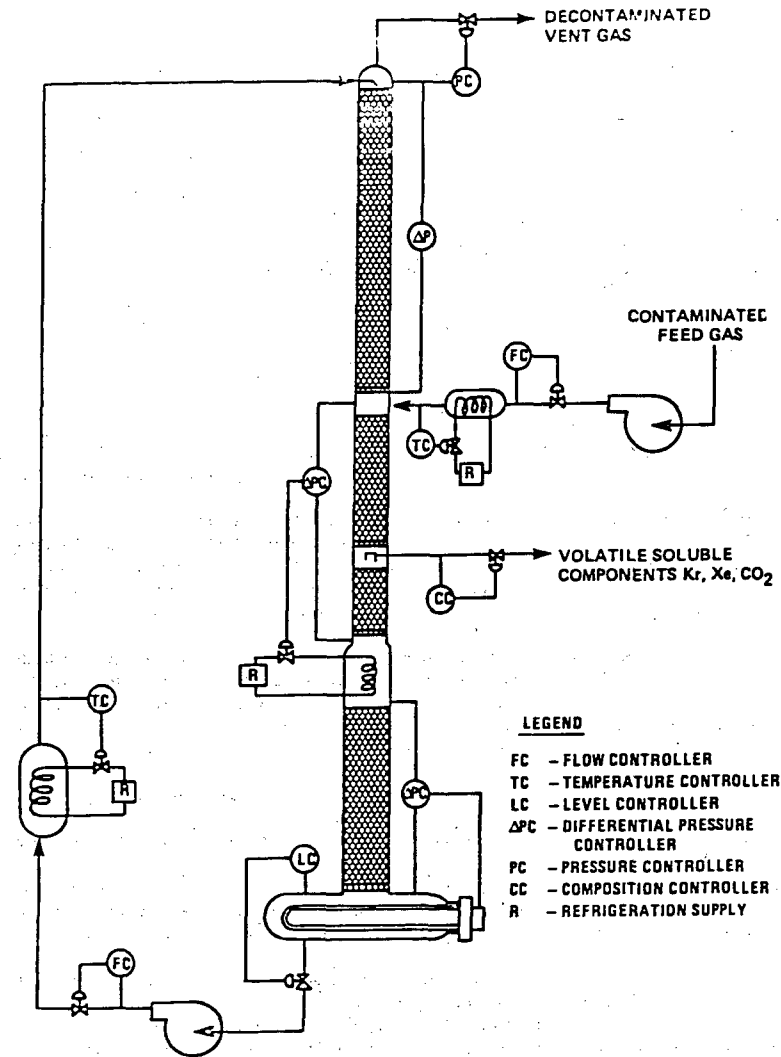 DECONTAMINATED
VENT GAS
PC
ΔP
CONTAMINATED
FEED GAS
FC
TC
R
ΔPC
VOLATILE SOLUBLE
COMPONENTS Kr, Xe, CO2
CC
R
TC
R
ΔPC
LC
FC
LEGEND
FC – FLOW CONTROLLER
TC – TEMPERATURE CONTROLLER
LC – LEVEL CONTROLLER
ΔPC – DIFFERENTIAL PRESSURE
CONTROLLER
PC – PRESSURE CONTROLLER
CC – COMPOSITION CONTROLLER
R – REFRIGERATION SUPPLY